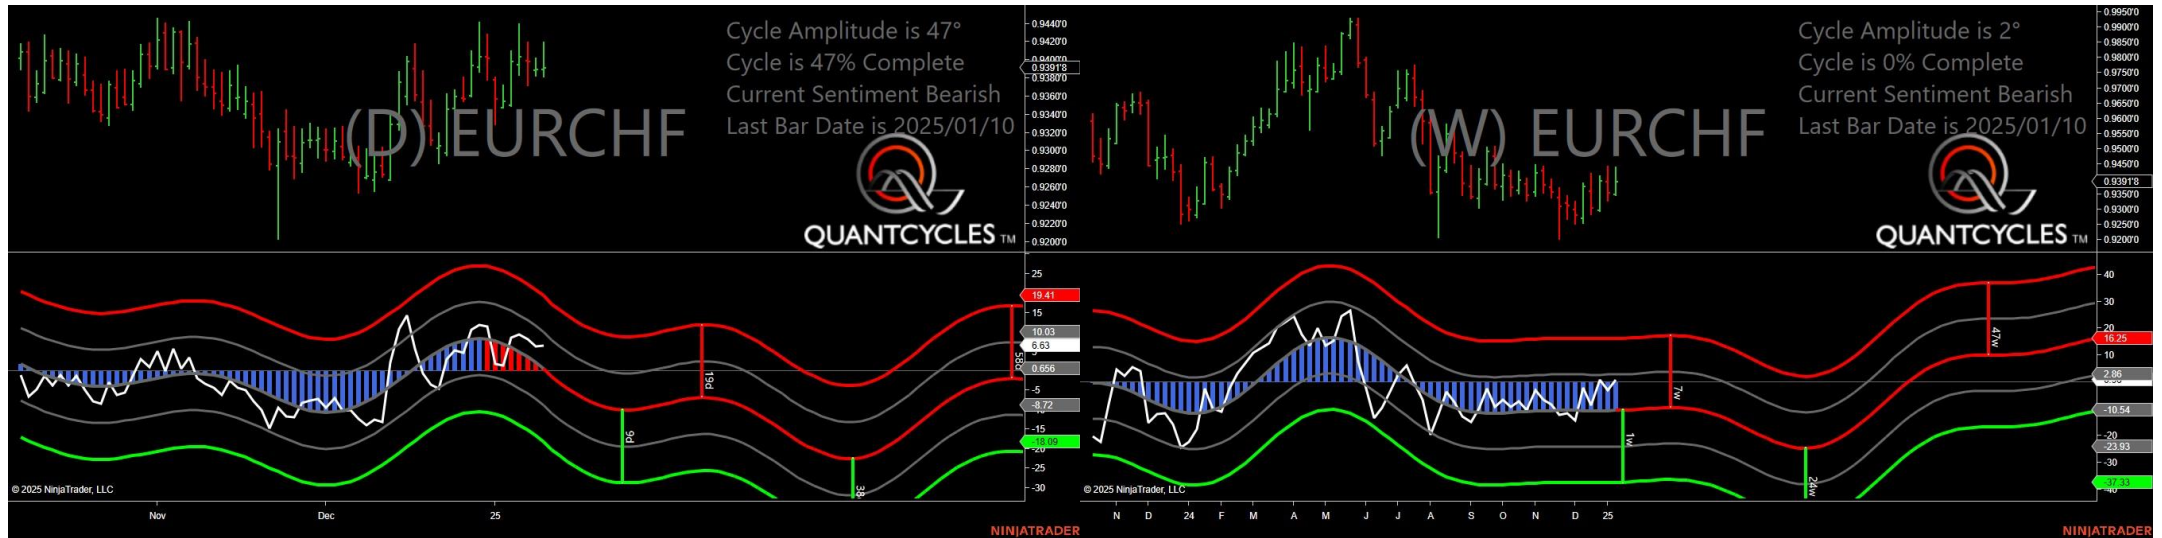 Cycle Amplitude is 47°
Cycle is 47% Complete
Current Sentiment Bearish
Last Bar Date is 2025/01/10
(D) EURCHF
QUANTCYCLES TM
0.9440'0
0.9420'0
0.9400'0
0.9391'8
0.9380'0
0.9360'0
0.9340'0
0.9320'0
0.9300'0
0.9280'0
0.9260'0
0.9240'0
0.9220'0
0.9200'0
25
19.41
15
10.03
6.63
5
0.656
-5
-8.72
-15
-18.09
-20
-25
-30
9d
19d
38
58d
© 2025 NinjaTrader, LLC
Nov
Dec
25
NINJATRADER
Cycle Amplitude is 2°
Cycle is 0% Complete
Current Sentiment Bearish
Last Bar Date is 2025/01/10
(W) EURCHF
QUANTCYCLES TM
0.9950'0
0.9900'0
0.9850'0
0.9800'0
0.9750'0
0.9700'0
0.9650'0
0.9600'0
0.9550'0
0.9500'0
0.9450'0
0.9391'8
0.9350'0
0.9300'0
0.9250'0
0.9200'0
40
30
20
16.25
10
2.86
-10.54
-20
-23.93
-30
-37.33
-40
1w
7w
24w
47w
© 2025 NinjaTrader, LLC
N D 24 F M A M J J A S O N D 25
NINJATRADER